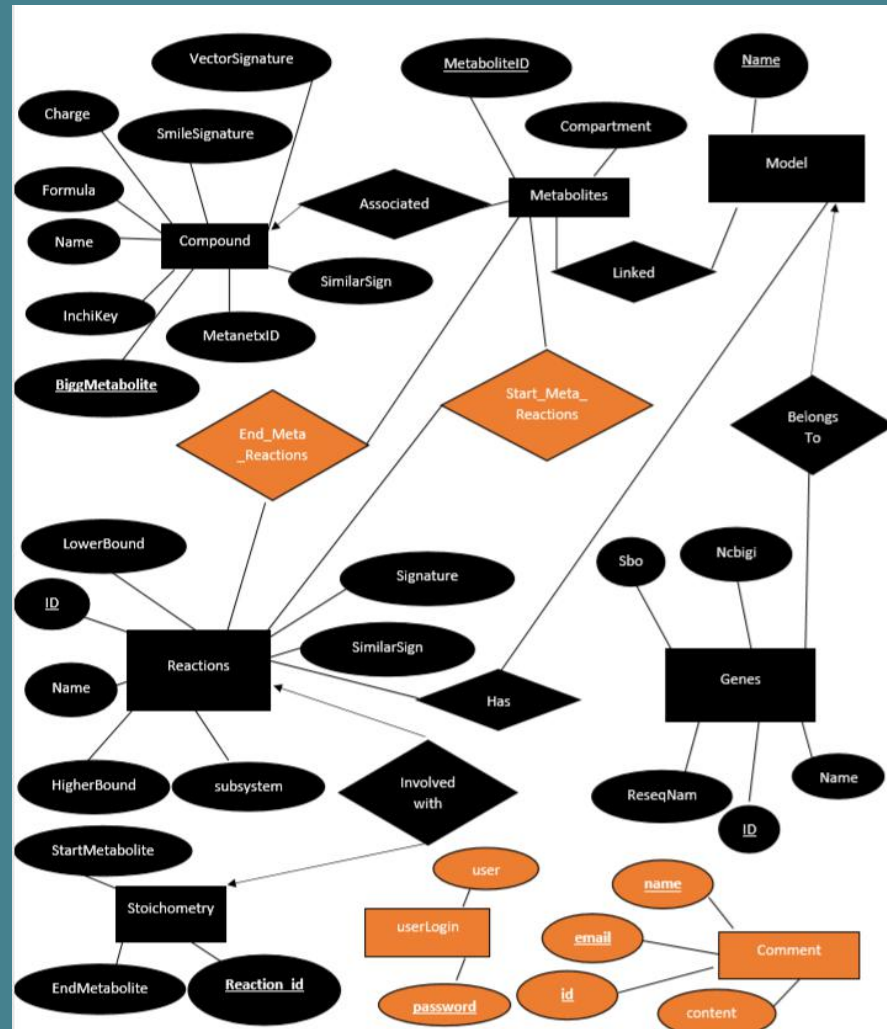 VectorSignature
MetaboliteID
Name
Charge
SmileSignature
Compartment
Model
Formula
Associated
Metabolites
Name
Compound
Linked
SimilarSign
InchiKey
MetanetxID
BiggMetabolite
Start_Meta_
Reactions
End_Meta
_Reactions
Belongs
To
LowerBound
Sbo
Ncbigi
Signature
ID
SimilarSign
Reactions
Genes
Name
Has
HigherBound
subsystem
Involved
with
ReseqNam
Name
ID
StartMetabolite
user
name
Stoichometry
userLogin
email
Comment
EndMetabolite
Reaction_id
password
id
content